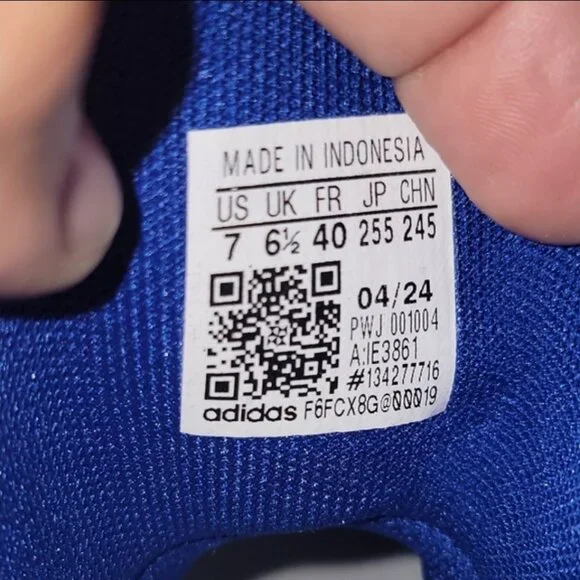 MADE IN INDONESIA
US UK FR JP CHN
7 6½ 40 255 245
04/24
PWJ 001004
A:IE3861
#134277716
adidas F6FCX8G@00019